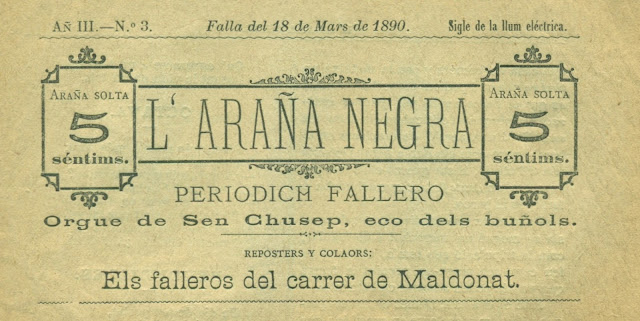 AÑ III.—N.º 3. Falla del 18 de Mars de 1890. Sigle de la llum eléctrica.
ARAÑA SOLTA
5
séntims.
L' ARAÑA NEGRA
ARAÑA SOLTA
5
séntims.
PERIODICH FALLERO
Orgue de Sen Chusep, eco dels buñols.
REPOSTERS Y COLAORS:
Els falleros del carrer de Maldonat.